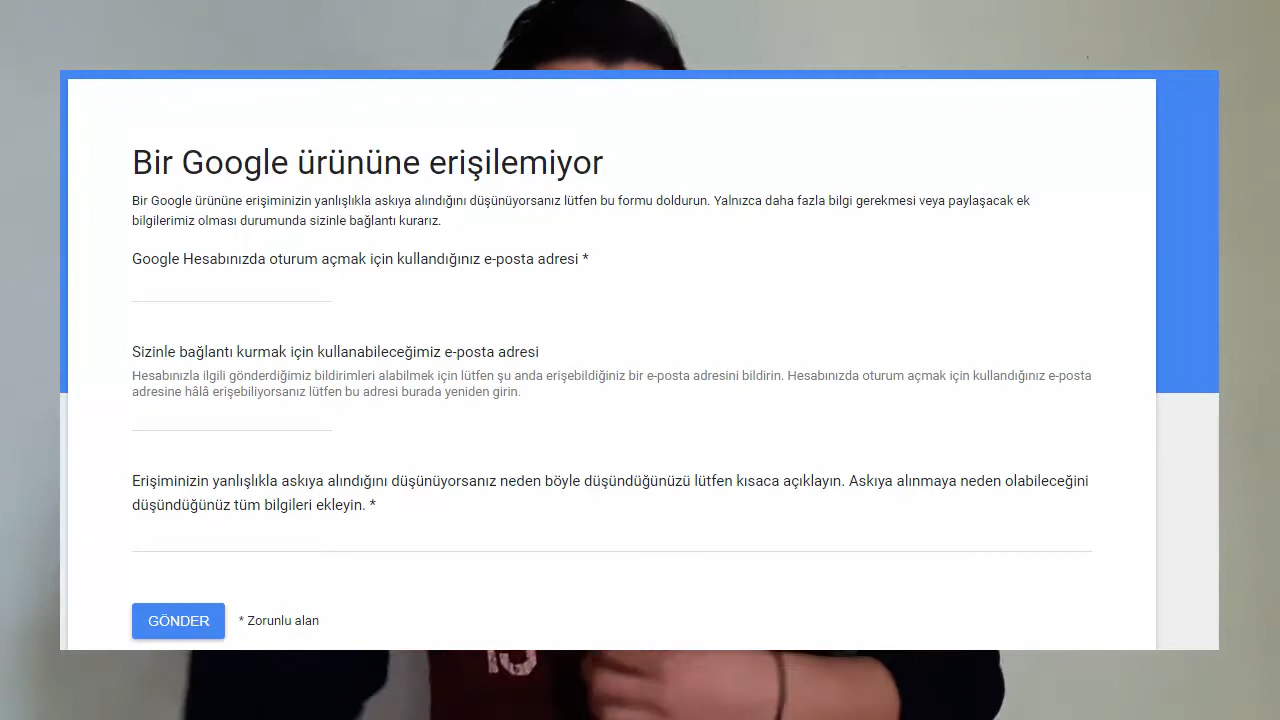 Bir Google ürününe erişilemiyor
Bir Google ürününe erişiminizin yanlışlıkla askıya alındığını düşünüyorsanız lütfen bu formu doldurun. Yalnızca daha fazla bilgi gerekmesi veya paylaşacak ek
bilgilerimiz olması durumunda sizinle bağlantı kurarız.
Google Hesabınızda oturum açmak için kullandığınız e-posta adresi *
Sizinle bağlantı kurmak için kullanabileceğimiz e-posta adresi
Hesabınızla ilgili gönderdiğimiz bildirimleri alabilmek için lütfen şu anda erişebildiğiniz bir e-posta adresini bildirin. Hesabınızda oturum açmak için kullandığınız e-posta
adresine hâlâ erişebiliyorsanız lütfen bu adresi burada yeniden girin.
Erişiminizin yanlışlıkla askıya alındığını düşünüyorsanız neden böyle düşündüğünüzü lütfen kısaca açıklayın. Askıya alınmaya neden olabileceğini
düşündüğünüz tüm bilgileri ekleyin. *
GÖNDER * Zorunlu alan